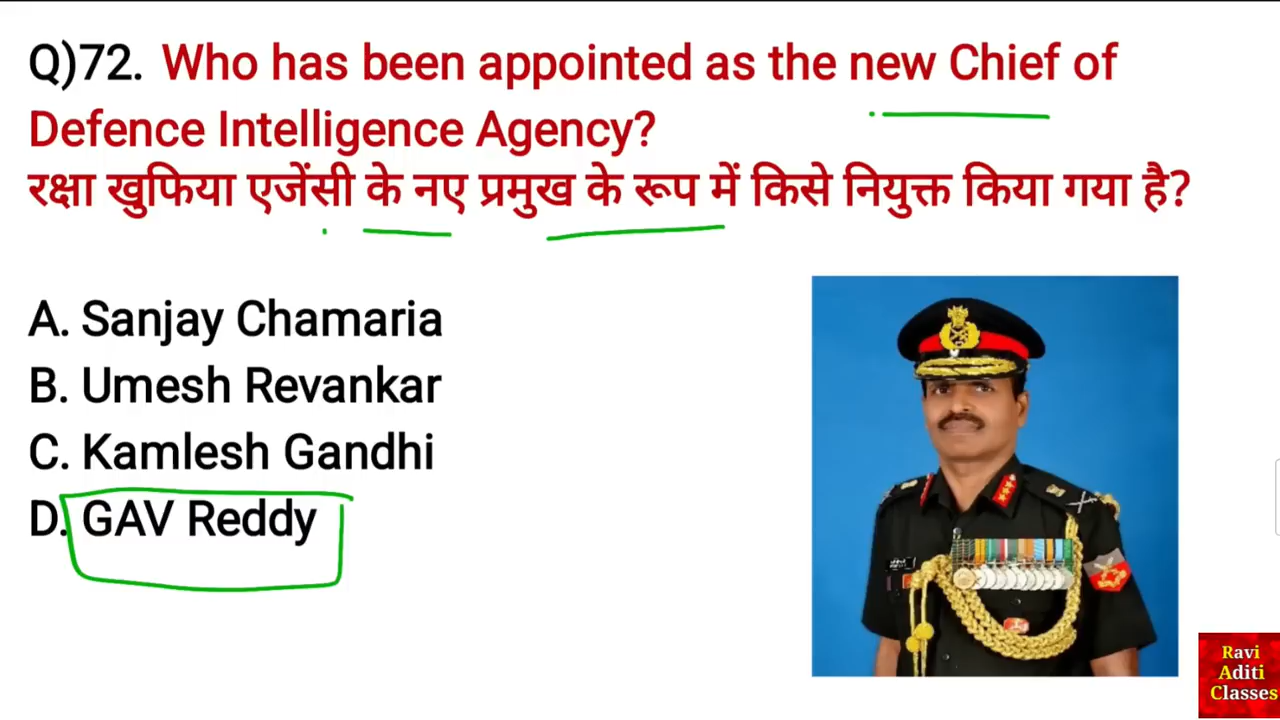 Q)72. Who has been appointed as the new Chief of
Defence Intelligence Agency?
रक्षा खुफिया एजेंसी के नए प्रमुख के रूप में किसे नियुक्त किया गया है?
A. Sanjay Chamaria
B. Umesh Revankar
C. Kamlesh Gandhi
D. GAV Reddy
Ravi
Aditi
Classes